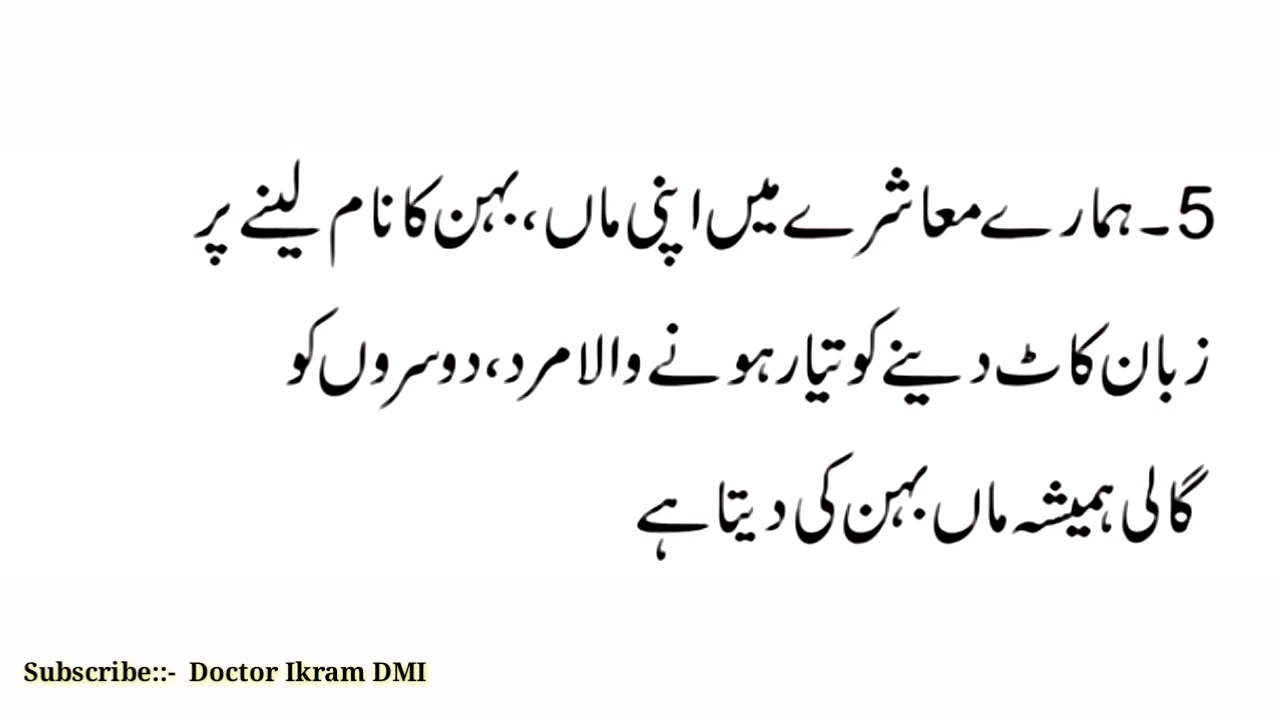 5۔ہمارے معاشرے میں اپنی ماں، بہن کا نام لینے پر
زبان کاٹ دینے کو تیار ہونے والا مرد، دوسروں کو
گالی ہمیشہ ماں بہن کی دیتا ہے
Subscribe::- Doctor Ikram DMI